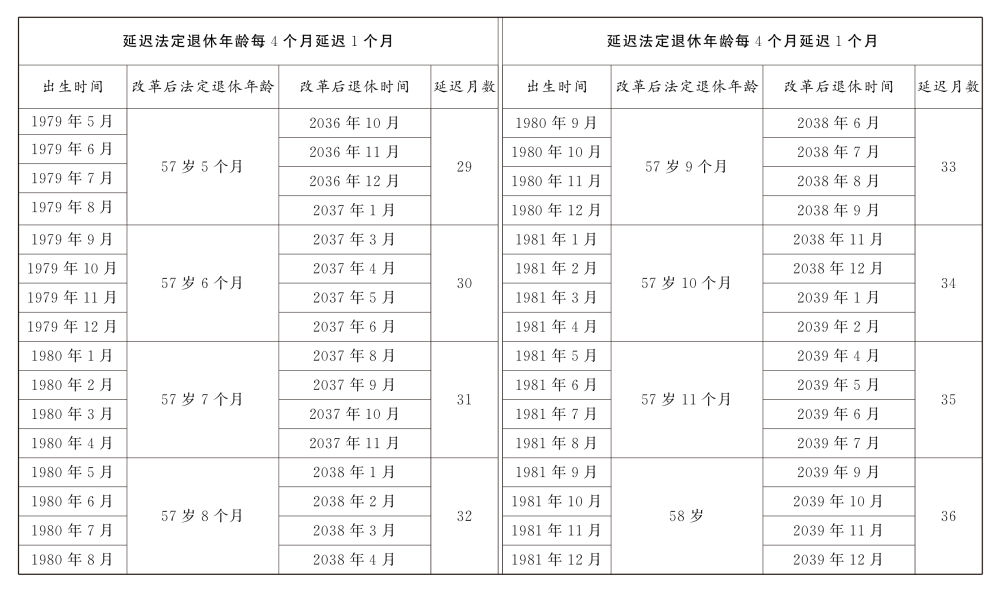 延迟法定退休年龄每4个月延迟1个月 延迟法定退休年龄每4个月延迟1个月
出生时间 改革后法定退休年龄 改革后退休时间 延迟月数 出生时间 改革后法定退休年龄 改革后退休时间 延迟月数
1979年5月 57岁5个月 2036年10月 29 1980年9月 57岁9个月 2038年6月 33
1979年6月 2036年11月 1980年10月 2038年7月
1979年7月 2036年12月 1980年11月 2038年8月
1979年8月 2037年1月 1980年12月 2038年9月
1979年9月 57岁6个月 2037年3月 30 1981年1月 57岁10个月 2038年11月 34
1979年10月 2037年4月 1981年2月 2038年12月
1979年11月 2037年5月 1981年3月 2039年1月
1979年12月 2037年6月 1981年4月 2039年2月
1980年1月 57岁7个月 2037年8月 31 1981年5月 57岁11个月 2039年4月 35
1980年2月 2037年9月 1981年6月 2039年5月
1980年3月 2037年10月 1981年7月 2039年6月
1980年4月 2037年11月 1981年8月 2039年7月
1980年5月 57岁8个月 2038年1月 32 1981年9月 58岁 2039年9月 36
1980年6月 2038年2月 1981年10月 2039年10月
1980年7月 2038年3月 1981年11月 2039年11月
1980年8月 2038年4月 1981年12月 2039年12月